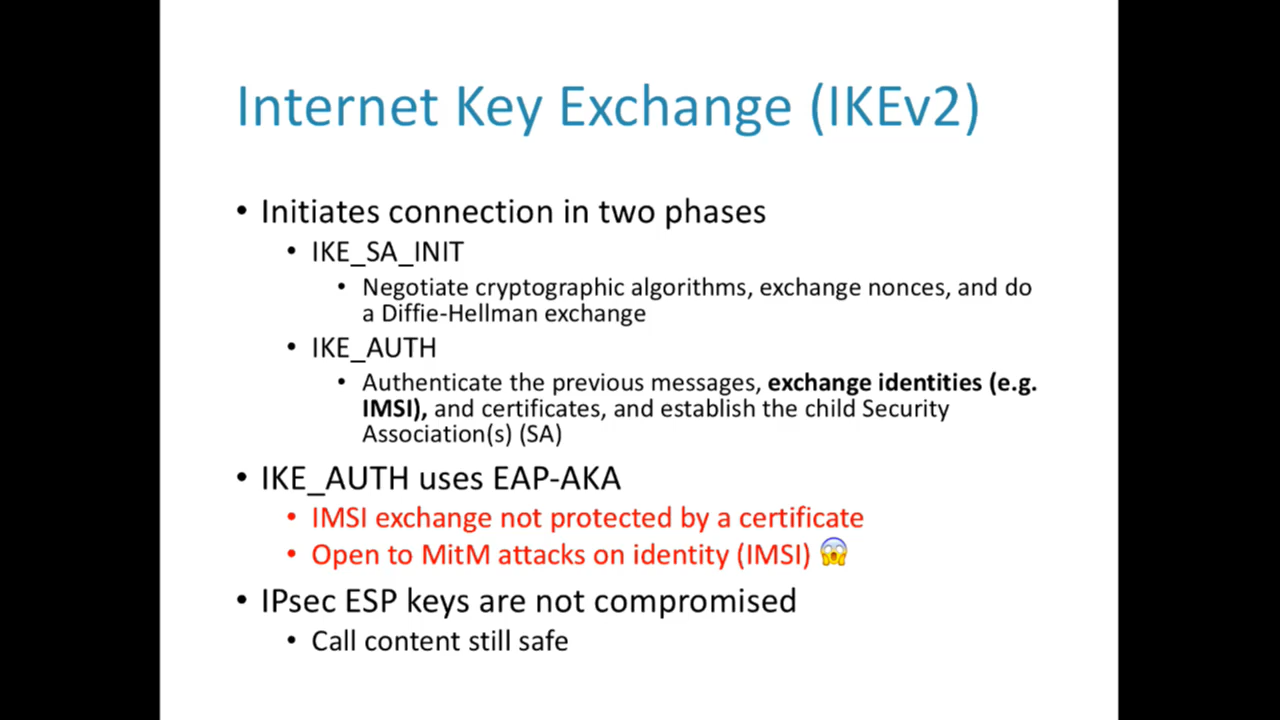 Internet Key Exchange (IKEv2)
• Initiates connection in two phases
• IKE_SA_INIT
• Negotiate cryptographic algorithms, exchange nonces, and do
a Diffie-Hellman exchange
• IKE_AUTH
• Authenticate the previous messages, exchange identities (e.g.
IMSI), and certificates, and establish the child Security
Association(s) (SA)
• IKE_AUTH uses EAP-AKA
• IMSI exchange not protected by a certificate
• Open to MitM attacks on identity (IMSI) 😱
• IPsec ESP keys are not compromised
• Call content still safe